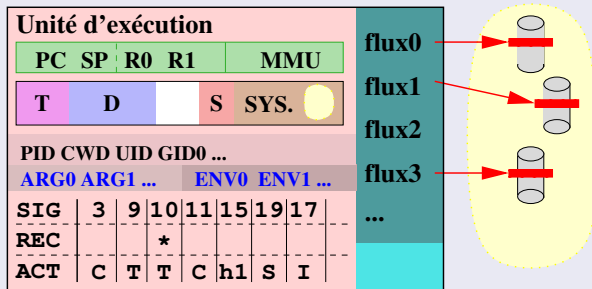 Unité d'exécution
PC SP R0 R1 MMU
T D S SYS.
PID CWD UID GID0 ...
ARG0 ARG1 ... ENV0 ENV1 ...
SIG 3 9 10 11 15 19 17
REC *
ACT C T T C h1 S I
flux0
flux1
flux2
flux3
...